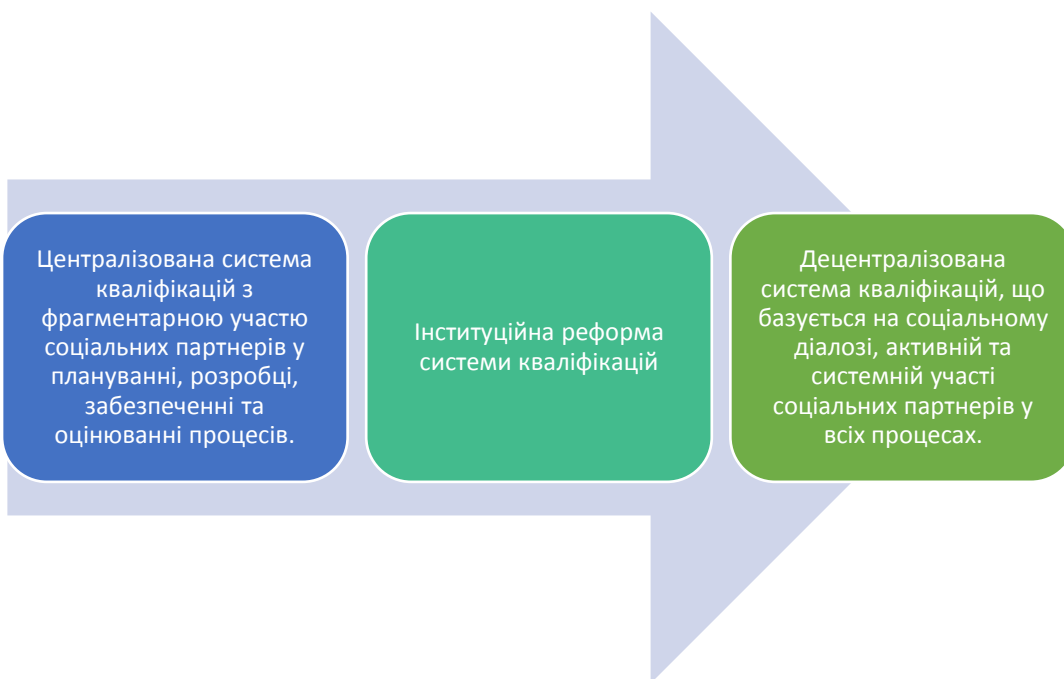 Централізована система
кваліфікацій з
фрагментарною участю
соціальних партнерів у
плануванні, розробці,
забезпеченні та
оцінюванні процесів.
Інституційна реформа
системи кваліфікацій
Децентралізована
система кваліфікацій, що
базується на соціальному
діалозі, активній та
системній участі
соціальних партнерів у
всіх процесах.